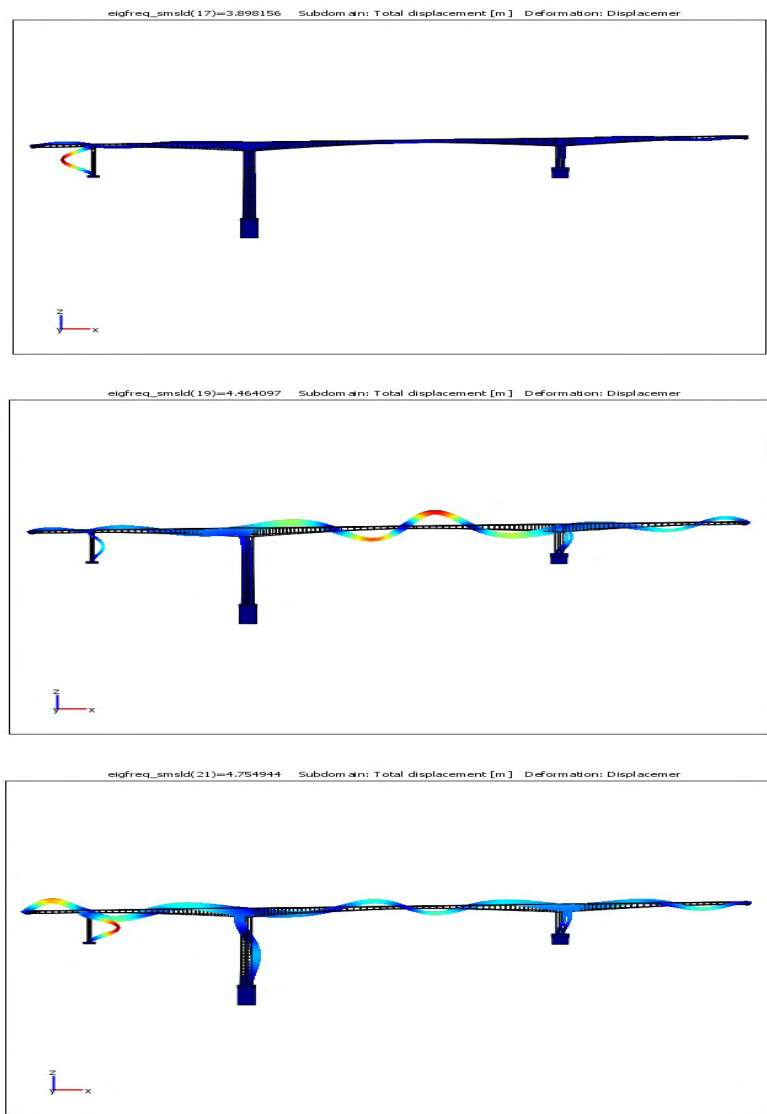 eigfreq_smsld(17)=3.898156 Subdomain: Total displacement [m] Deformation: Displacemer
z
y x
eigfreq_smsld(19)=4.464097 Subdomain: Total displacement [m] Deformation: Displacemer
z
y x
eigfreq_smsld(21)=4.754944 Subdomain: Total displacement [m] Deformation: Displacemer
z
y x